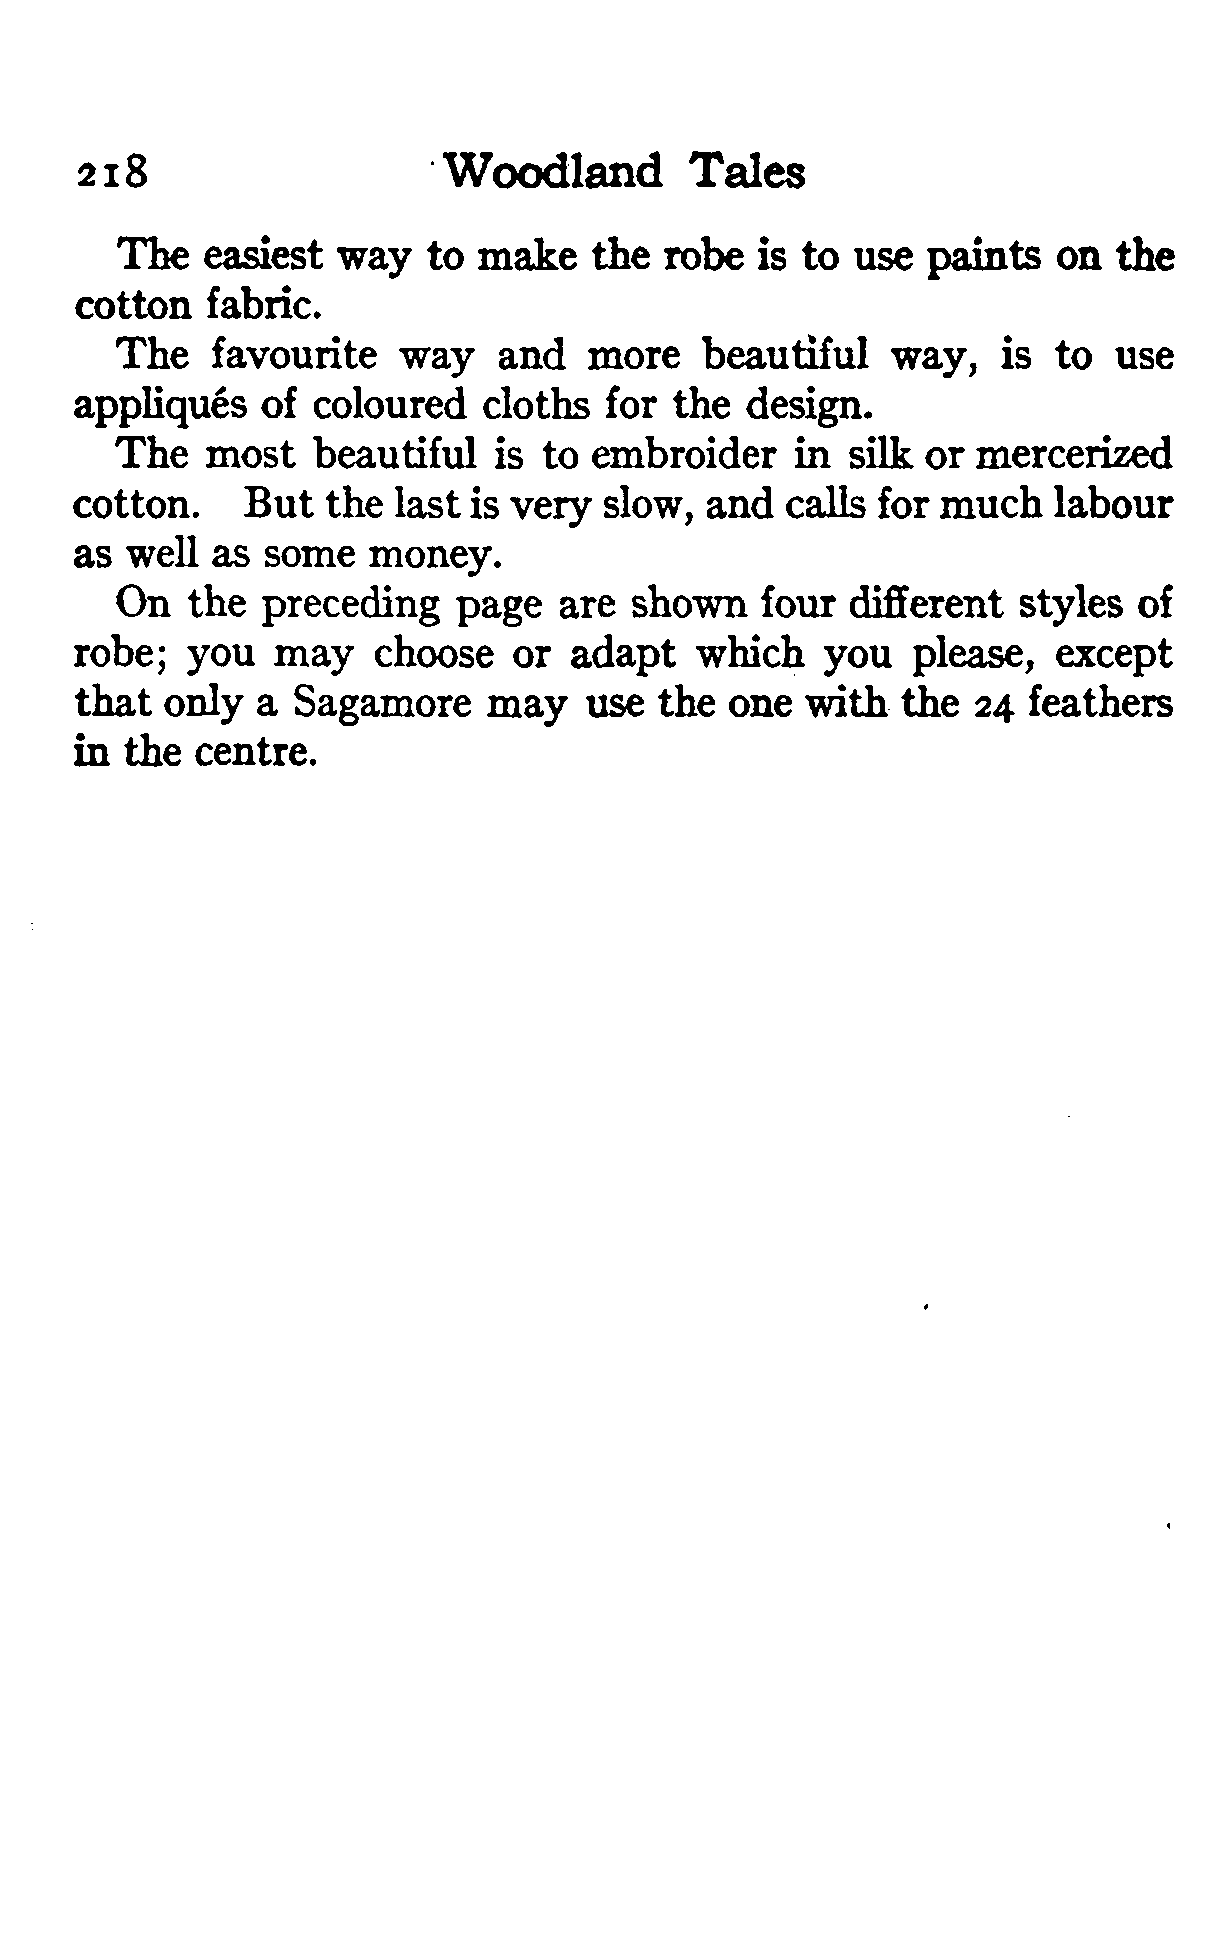 218 Woodland Tales
The easiest way to make the robe is to use paints on the
cotton fabric.
The favourite way and more beautiful way, is to use
appliqués of coloured cloths for the design.
The most beautiful is to embroider in silk or mercerized
cotton. But the last is very slow, and calls for much labour
as well as some money.
On the preceding page are shown four different styles of
robe; you may choose or adapt which you please, except
that only a Sagamore may use the one with the 24 feathers
in the centre.